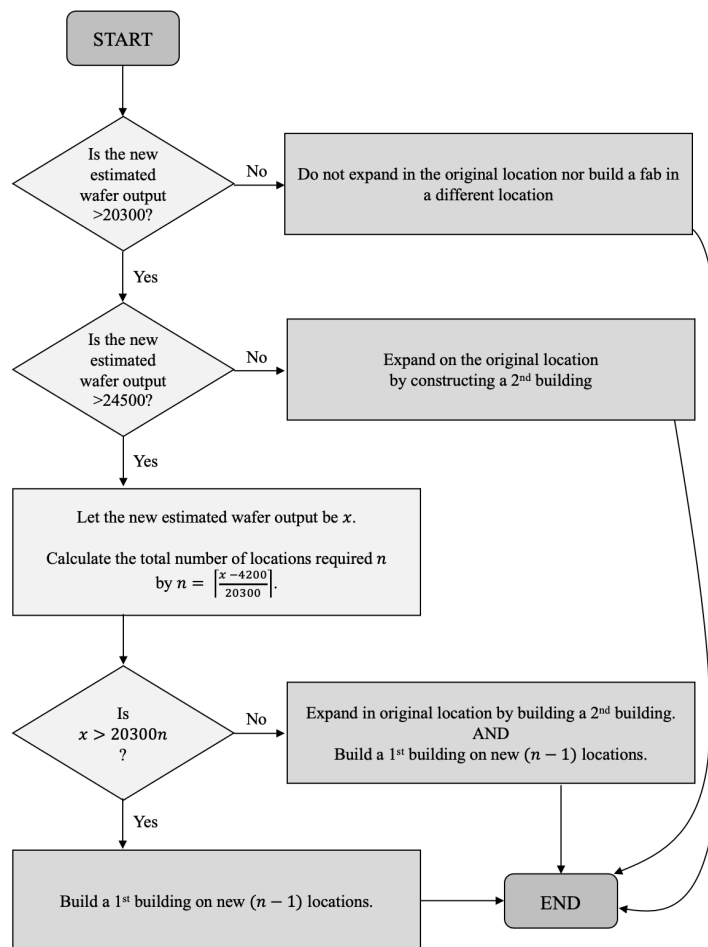 START
Is the new
estimated
wafer output
>20300?
No
Do not expand in the original location nor build a fab in
a different location
Yes
Is the new
estimated
wafer output
>24500?
No
Expand on the original location
by constructing a 2nd building
Yes
Let the new estimated wafer output be x.
Calculate the total number of locations required n
by n = ⌈(x − 4200)/20300⌉.
Is
x > 20300n
?
No
Expand in original location by building a 2nd building.
AND
Build a 1st building on new (n − 1) locations.
Yes
Build a 1st building on new (n − 1) locations.
END